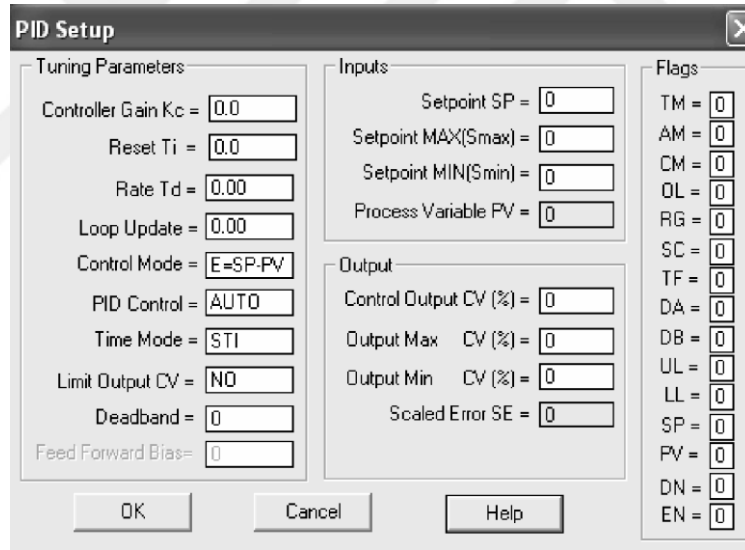 PID Setup
Tuning Parameters
Controller Gain Kc = 0.0
Reset Ti = 0.0
Rate Td = 0.00
Loop Update = 0.00
Control Mode = E=SP-PV
PID Control = AUTO
Time Mode = STI
Limit Output CV = NO
Deadband = 0
Feed Forward Bias= 0
Inputs
Setpoint SP = 0
Setpoint MAX(Smax) = 0
Setpoint MIN(Smin) = 0
Process Variable PV = 0
Output
Control Output CV (%) = 0
Output Max CV (%) = 0
Output Min CV (%) = 0
Scaled Error SE = 0
Flags
TM = 0
AM = 0
CM = 0
OL = 0
RG = 0
SC = 0
TF = 0
DA = 0
DB = 0
UL = 0
LL = 0
SP = 0
PV = 0
DN = 0
EN = 0
OK
Cancel
Help